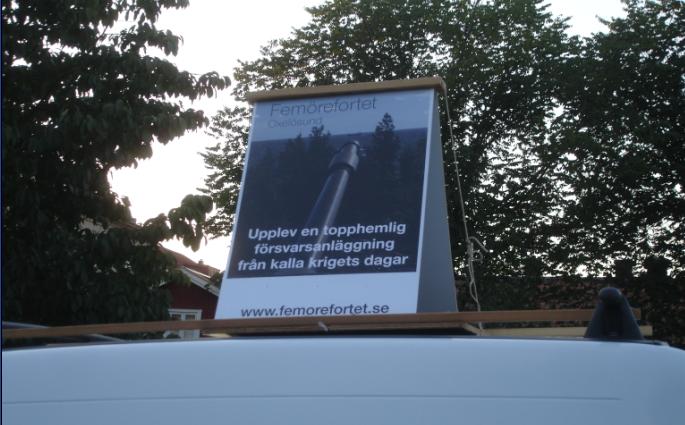 Femörefortet
Oxelösund
Upplev en topphemlig
försvarsanläggning
från kalla krigets dagar
www.femorefortet.se